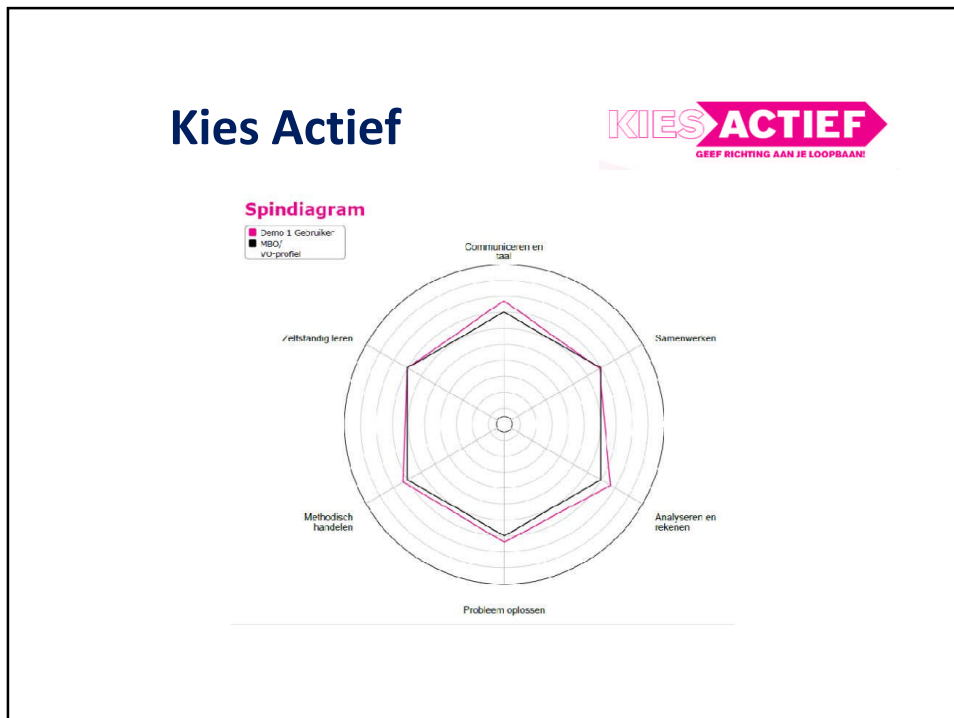 Kies Actief
KIES ACTIEF
GEEF RICHTING AAN JE LOOPBAAN!
Spindiagram
Demo 1 Gebruiker
MBO/
VO-profiel
Communiceren en
taal
Zelfstandig leren
Samenwerken
Methodisch
handelen
Analyseren en
rekenen
Probleem oplossen